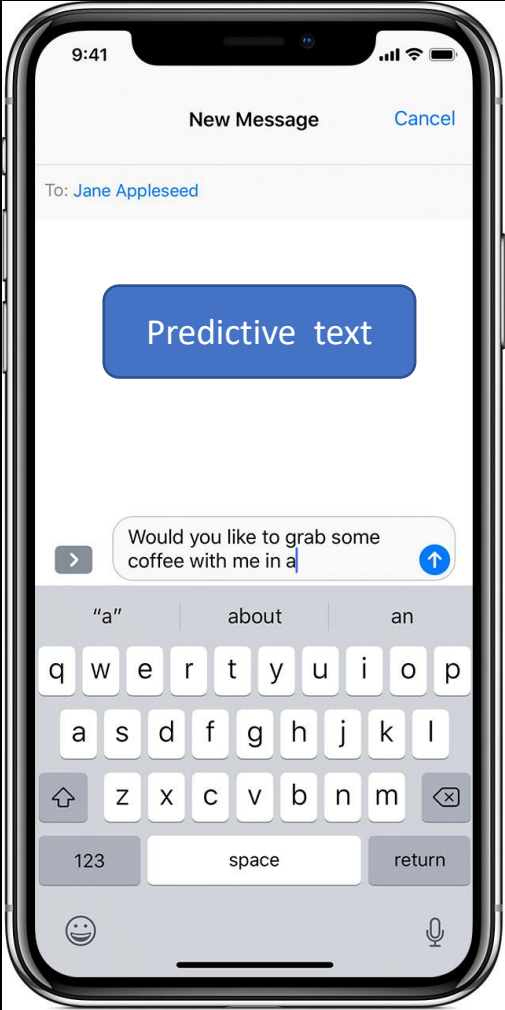 9:41
New Message Cancel
To: Jane Appleseed
Predictive text
Would you like to grab some
coffee with me in a
“a” about an
q w e r t y u i o p
a s d f g h j k l
z x c v b n m
123 space return